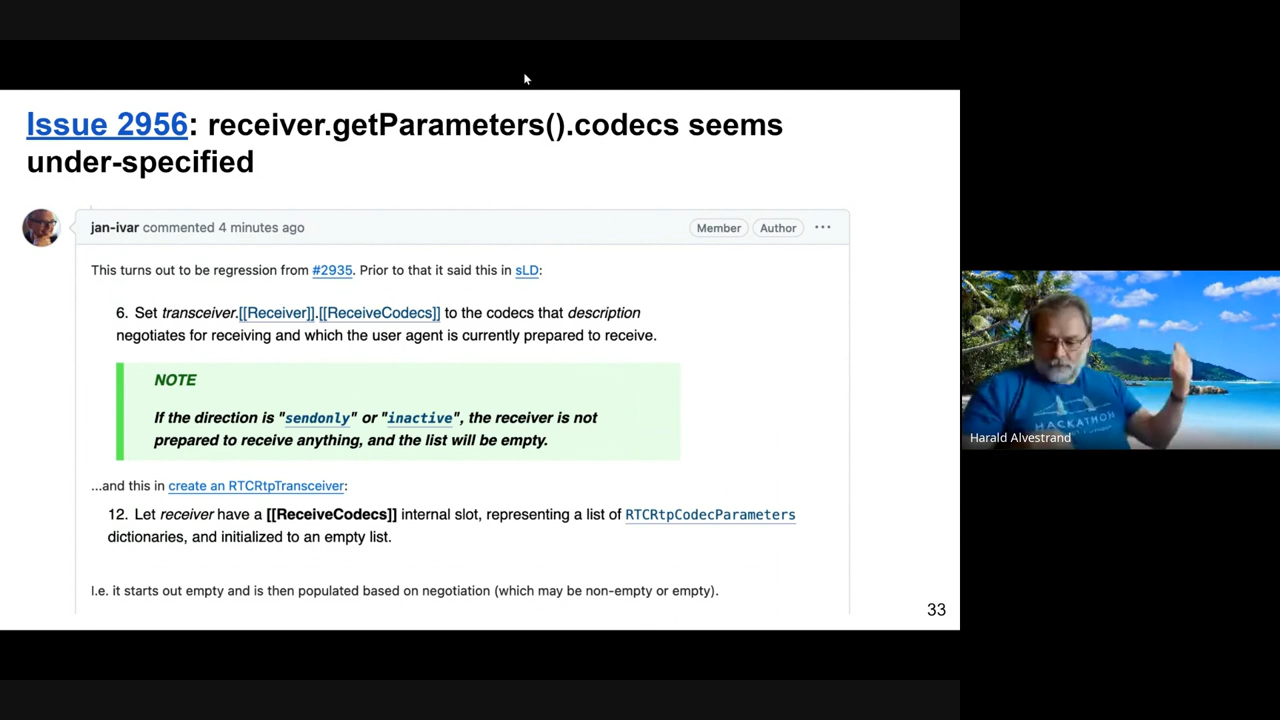 Issue 2956: receiver.getParameters().codecs seems
under-specified
jan-ivar commented 4 minutes ago
Member
Author
This turns out to be regression from #2935. Prior to that it said this in sLD:
6. Set transceiver.[[Receiver]].[[ReceiveCodecs]] to the codecs that description
negotiates for receiving and which the user agent is currently prepared to receive.
NOTE
If the direction is "sendonly" or "inactive", the receiver is not
prepared to receive anything, and the list will be empty.
...and this in create an RTCRtpTransceiver:
12. Let receiver have a [[ReceiveCodecs]] internal slot, representing a list of RTCRtpCodecParameters
dictionaries, and initialized to an empty list.
I.e. it starts out empty and is then populated based on negotiation (which may be non-empty or empty).
33
HACKATHON
Harald Alvestrand